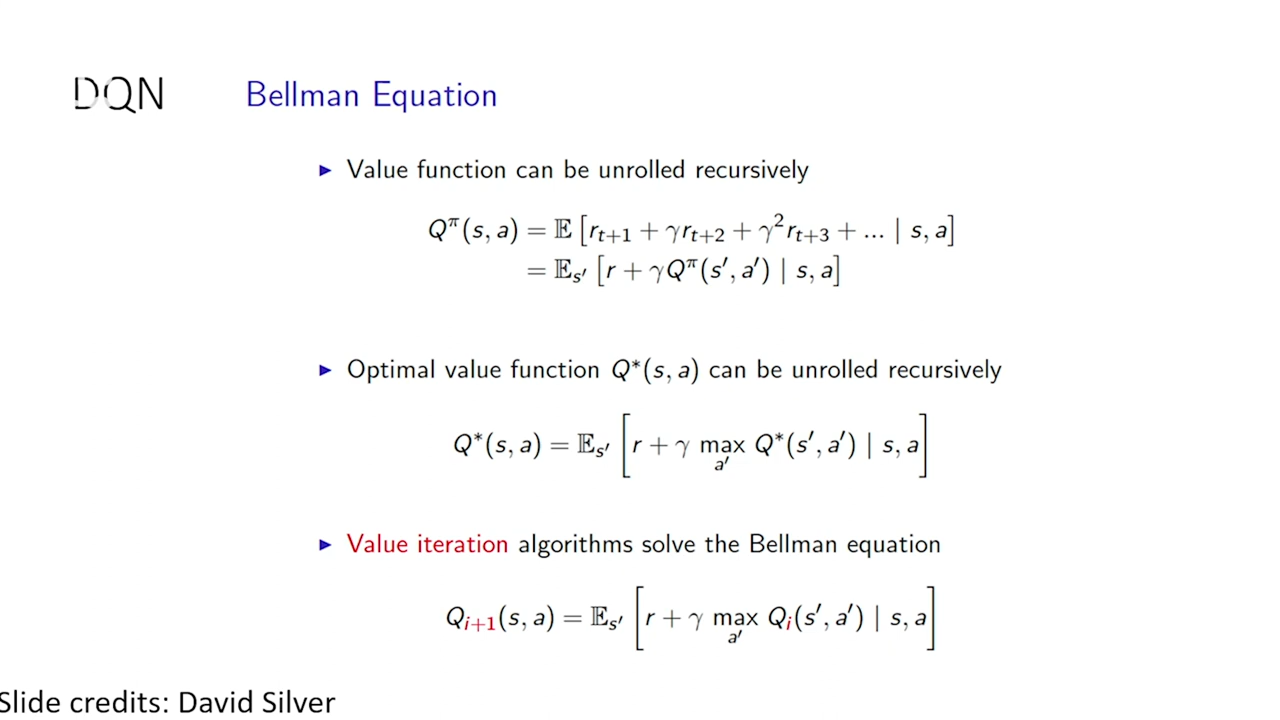 DQN Bellman Equation
▶ Value function can be unrolled recursively
Q^π(s, a) = 𝔼 [r_{t+1} + γr_{t+2} + γ²r_{t+3} + ... | s, a]
= 𝔼_{s′} [r + γQ^π(s′, a′) | s, a]
▶ Optimal value function Q*(s, a) can be unrolled recursively
Q*(s, a) = 𝔼_{s′} [r + γ max_{a′} Q*(s′, a′) | s, a]
▶ Value iteration algorithms solve the Bellman equation
Q_{i+1}(s, a) = 𝔼_{s′} [r + γ max_{a′} Q_i(s′, a′) | s, a]
Slide credits: David Silver